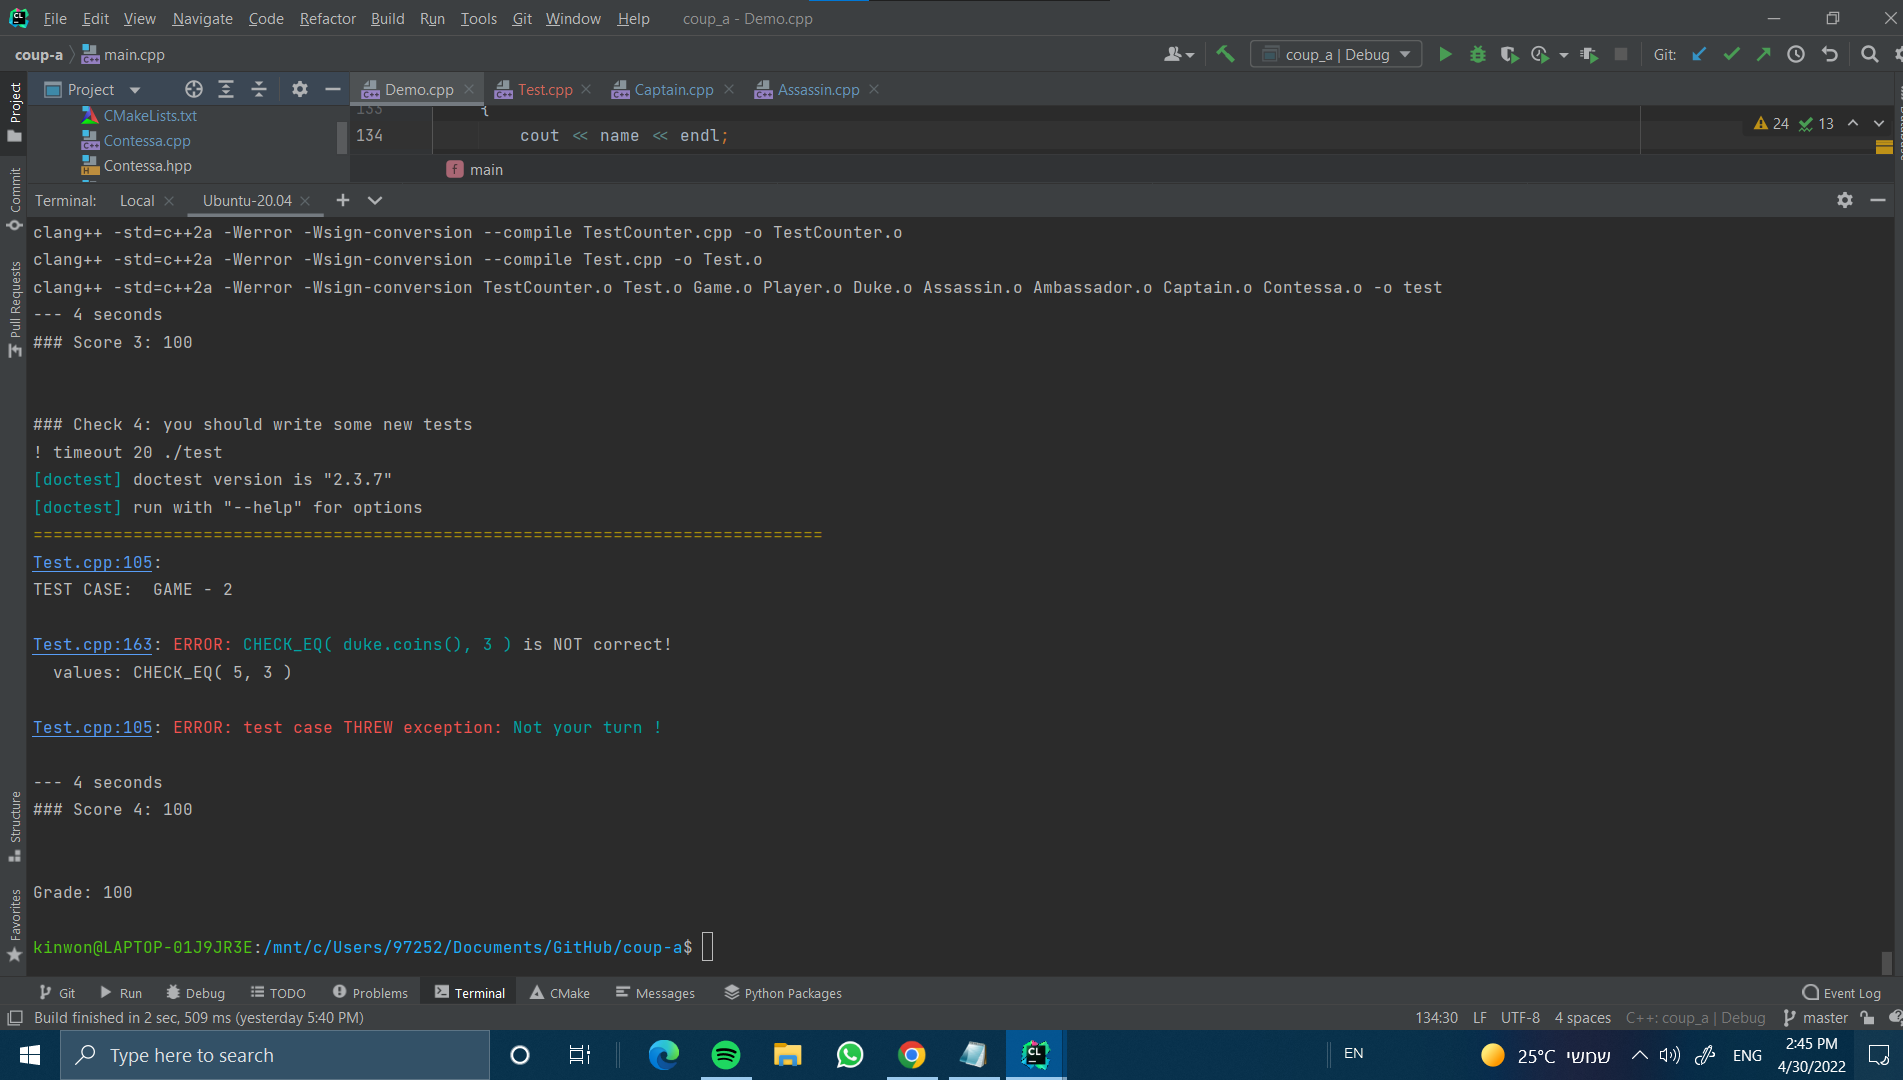 File Edit View Navigate Code Refactor Build Run Tools Git Window Help coup_a - Demo.cpp
coup-a main.cpp coup_a | Debug Git:
Project Demo.cpp Test.cpp Captain.cpp Assassin.cpp
CMakeLists.txt
Contessa.cpp
Contessa.hpp
133 {
134 cout << name << endl;
24 13
main
Project
Commit
Pull Requests
Structure
Favorites
Terminal: Local Ubuntu-20.04
clang++ -std=c++2a -Werror -Wsign-conversion --compile TestCounter.cpp -o TestCounter.o
clang++ -std=c++2a -Werror -Wsign-conversion --compile Test.cpp -o Test.o
clang++ -std=c++2a -Werror -Wsign-conversion TestCounter.o Test.o Game.o Player.o Duke.o Assassin.o Ambassador.o Captain.o Contessa.o -o test
--- 4 seconds
### Score 3: 100
### Check 4: you should write some new tests
! timeout 20 ./test
[doctest] doctest version is "2.3.7"
[doctest] run with "--help" for options
===============================================================================
Test.cpp:105:
TEST CASE:  GAME - 2
Test.cpp:163: ERROR: CHECK_EQ( duke.coins(), 3 ) is NOT correct!
values: CHECK_EQ( 5, 3 )
Test.cpp:105: ERROR: test case THREW exception: Not your turn !
--- 4 seconds
### Score 4: 100
Grade: 100
kinwon@LAPTOP-01J9JR3E:/mnt/c/Users/97252/Documents/GitHub/coup-a$
Git Run Debug TODO Problems Terminal CMake Messages Python Packages Event Log
Build finished in 2 sec, 509 ms (yesterday 5:40 PM) 134:30 LF UTF-8 4 spaces C++: coup_a | Debug master
Type here to search EN 25°C שמשי ENG 2:45 PM
4/30/2022